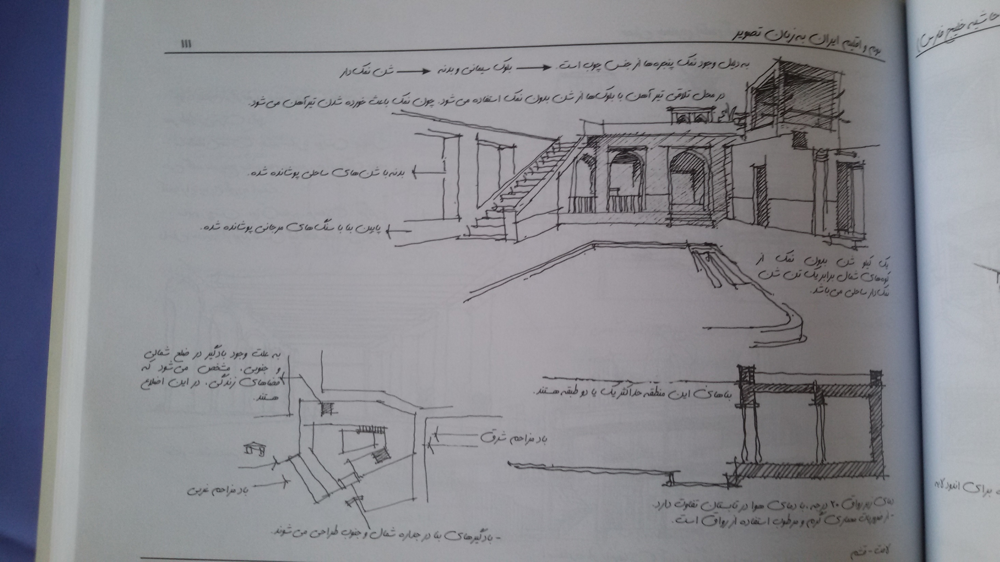 بوم و اقلیم ایران به زبان تصویر
۱۱۱
حاشیه خلیج فارس)
به دلیل وجود نمک پنجره‌ها از جنس چوب است. ← بلوک سیمانی و بدنه ← شن نمک‌دار
در محل تلاقی تیر آهن با بلوک‌ها از شن بدون نمک استفاده می‌شود. چون نمک باعث خورده شدن تیرآهن می‌شود.
بدنه با شن‌های ساحلی پوشانده شده.
پایین بنا با سنگ‌های مرجانی پوشانده شده.
یک کیلو شن بدون نمک از
کوه‌های شمال برابر یک تن شن
نمک‌دار ساحلی می‌باشد.
به علت وجود بادگیر در ضلع شمالی
و جنوبی، مشخص می‌شود که
فضاهای زندگی، در این اضلاع
هستند.
بناهای این منطقه حداکثر یک یا دو طبقه هستند.
باد مزاحم شرق
باد مزاحم غربی
دمای زیر رواق ۲۰ درجه، با دمای هوا در تابستان تفاوت دارد.
- از ضروریات معماری گرم و مرطوب استفاده از رواق است.
- بادگیرهای بنا در جداره شمال و جنوب طراحی می‌شوند.
لافت - قشم
برای اندود لایه